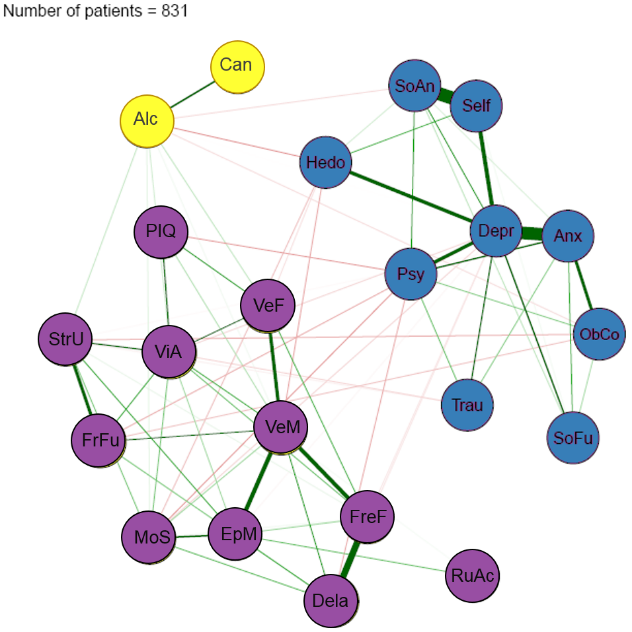 Number of patients = 831
Can
SoAn
Self
Alc
Hedo
PIQ
Depr
Anx
Psy
VeF
StrU
ViA
ObCo
Trau
FrFu
VeM
SoFu
FreF
MoS
EpM
RuAc
Dela